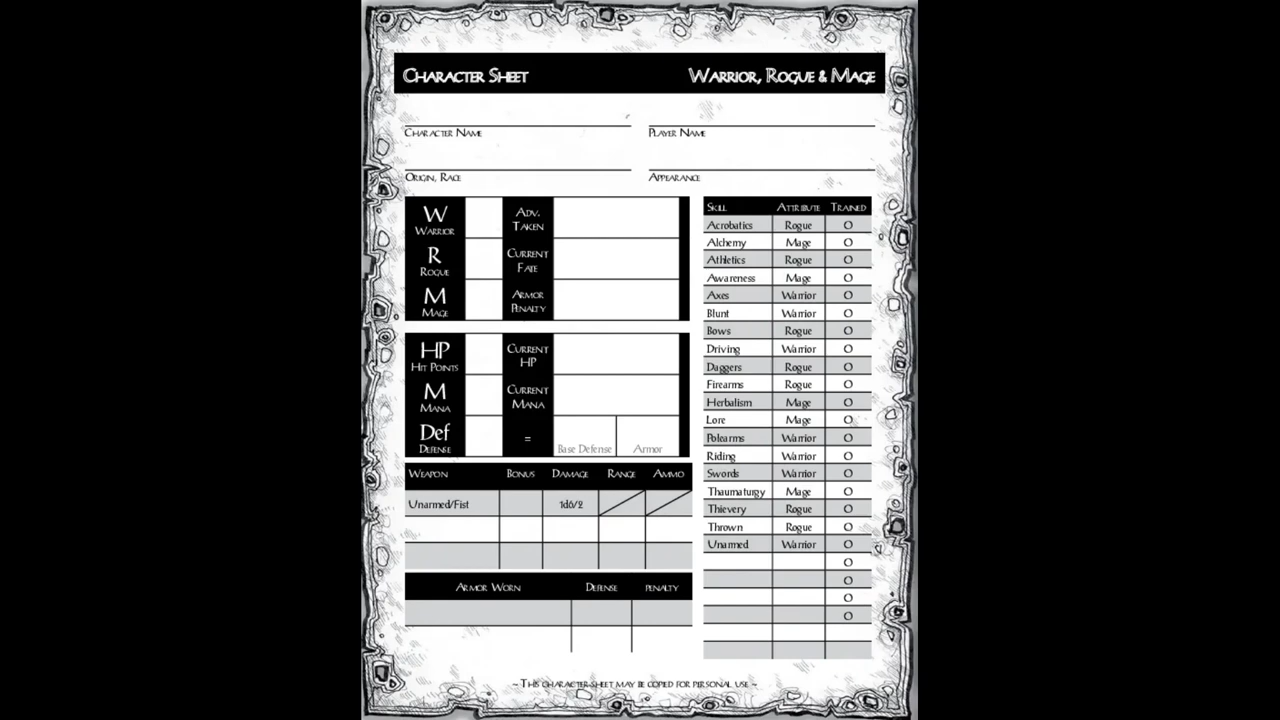 Character Sheet Warrior, Rogue & Mage
Character Name Player Name
Origin, Race Appearance
W Warrior Adv. Taken
R Rogue Current Fate
M Mage Armor Penalty
HP Hit Points Current HP
M Mana Current Mana
Def Defense = Base Defense Armor
Weapon Bonus Damage Range Ammo
Unarmed/Fist 1d6/2
Armor Worn Defense penalty
Skill Attribute Trained
Acrobatics Rogue O
Alchemy Mage O
Athletics Rogue O
Awareness Mage O
Axes Warrior O
Blunt Warrior O
Bows Rogue O
Driving Warrior O
Daggers Rogue O
Firearms Rogue O
Herbalism Mage O
Lore Mage O
Polearms Warrior O
Riding Warrior O
Swords Warrior O
Thaumaturgy Mage O
Thievery Rogue O
Thrown Rogue O
Unarmed Warrior O
O
O
O
O
~ This character sheet may be copied for personal use ~